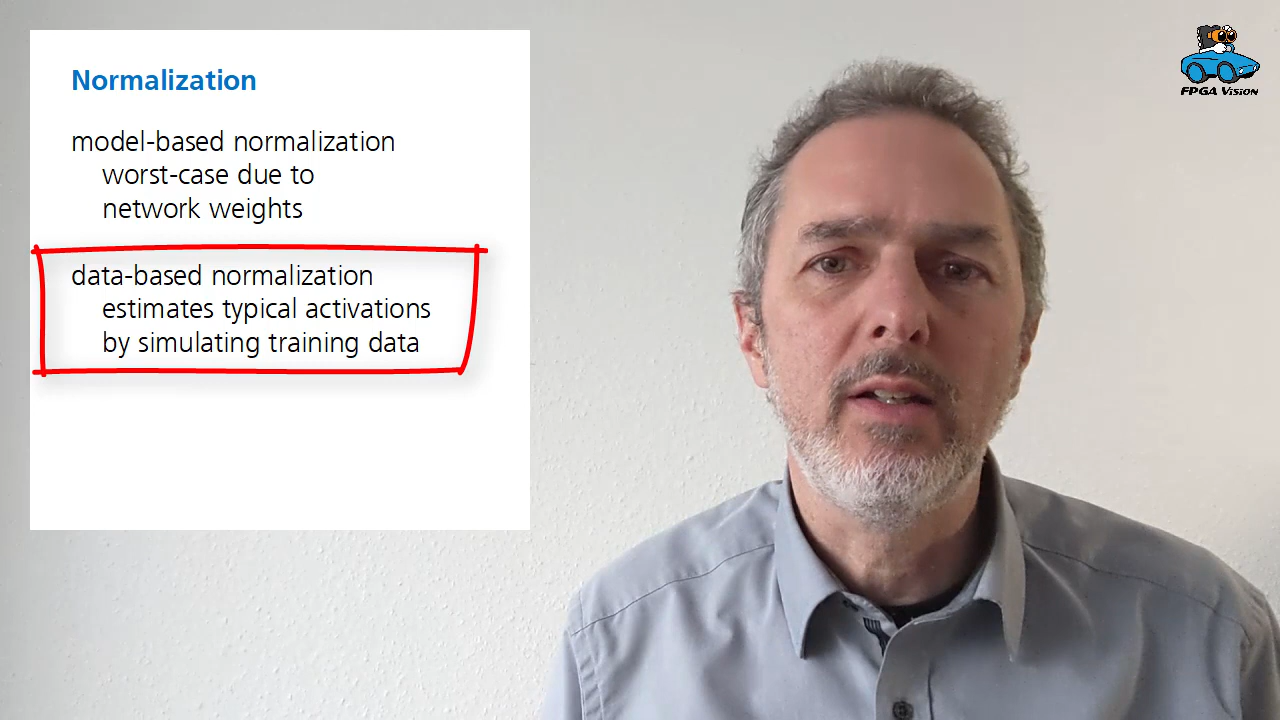 Normalization
model-based normalization
worst-case due to
network weights
data-based normalization
estimates typical activations
by simulating training data
FPGA Vision